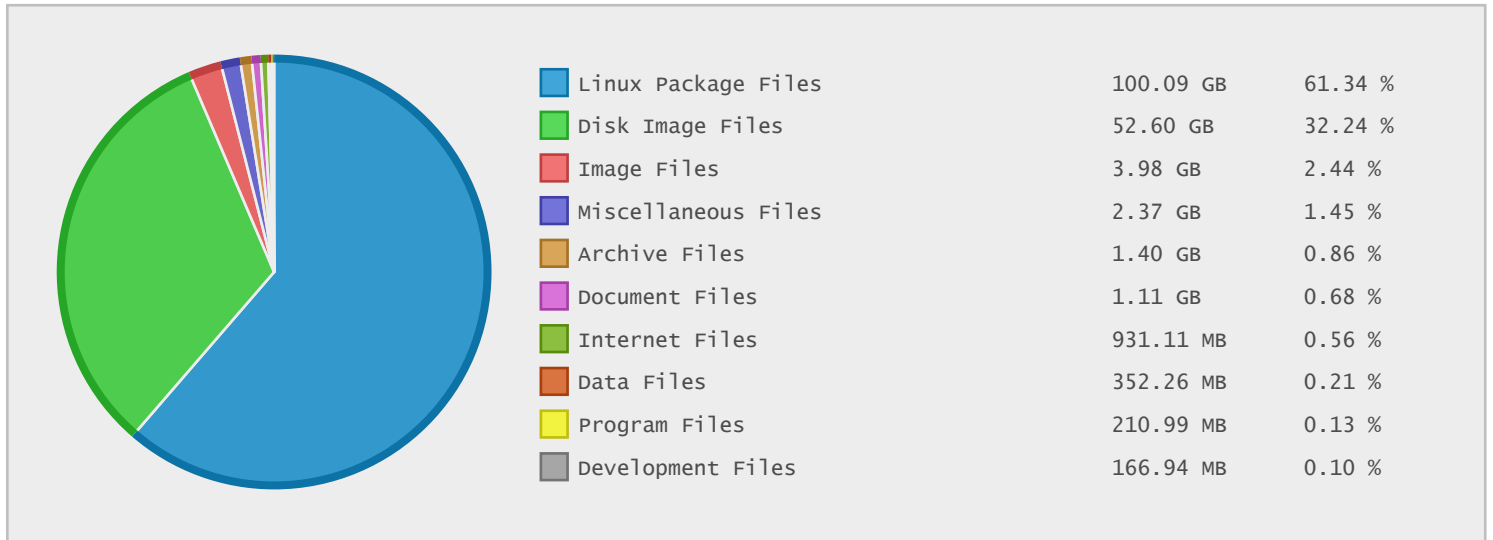 Linux Package Files 100.09 GB 61.34 %
Disk Image Files 52.60 GB 32.24 %
Image Files 3.98 GB 2.44 %
Miscellaneous Files 2.37 GB 1.45 %
Archive Files 1.40 GB 0.86 %
Document Files 1.11 GB 0.68 %
Internet Files 931.11 MB 0.56 %
Data Files 352.26 MB 0.21 %
Program Files 210.99 MB 0.13 %
Development Files 166.94 MB 0.10 %